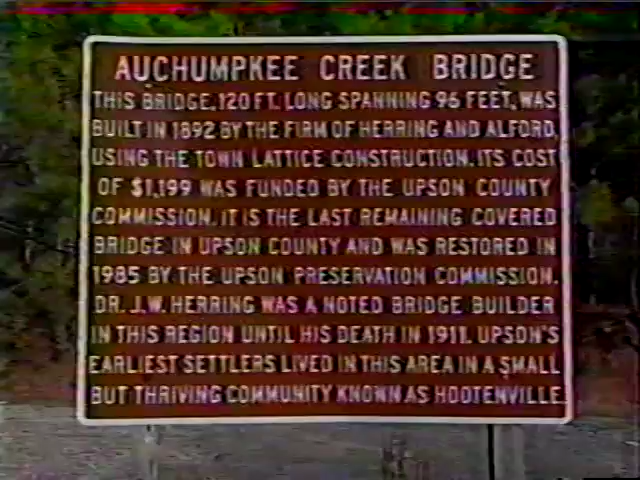 AUCHUMPKEE CREEK BRIDGE
THIS BRIDGE, 120 FT. LONG SPANNING 96 FEET, WAS
BUILT IN 1892 BY THE FIRM OF HERRING AND ALFORD,
USING THE TOWN LATTICE CONSTRUCTION. ITS COST
OF $1,199 WAS FUNDED BY THE UPSON COUNTY
COMMISSION. IT IS THE LAST REMAINING COVERED
BRIDGE IN UPSON COUNTY AND WAS RESTORED IN
1985 BY THE UPSON PRESERVATION COMMISSION.
DR. J.W. HERRING WAS A NOTED BRIDGE BUILDER
IN THIS REGION UNTIL HIS DEATH IN 1911. UPSON'S
EARLIEST SETTLERS LIVED IN THIS AREA IN A SMALL
BUT THRIVING COMMUNITY KNOWN AS HOOTENVILLE.